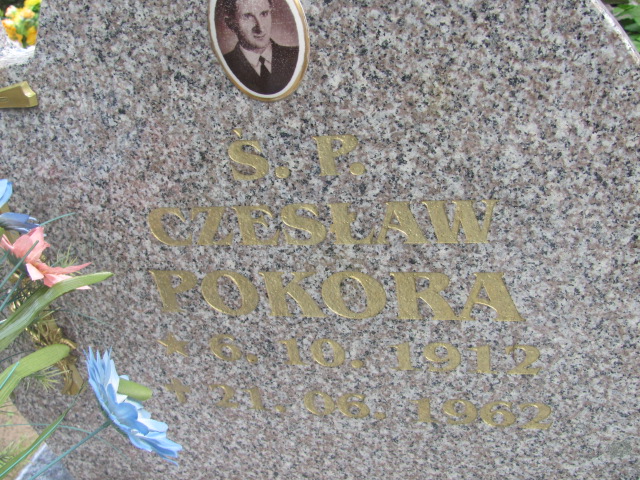 Ś. P.
CZESŁAW
POKORA
* 6. 10. 1912
† 21. 06. 1962